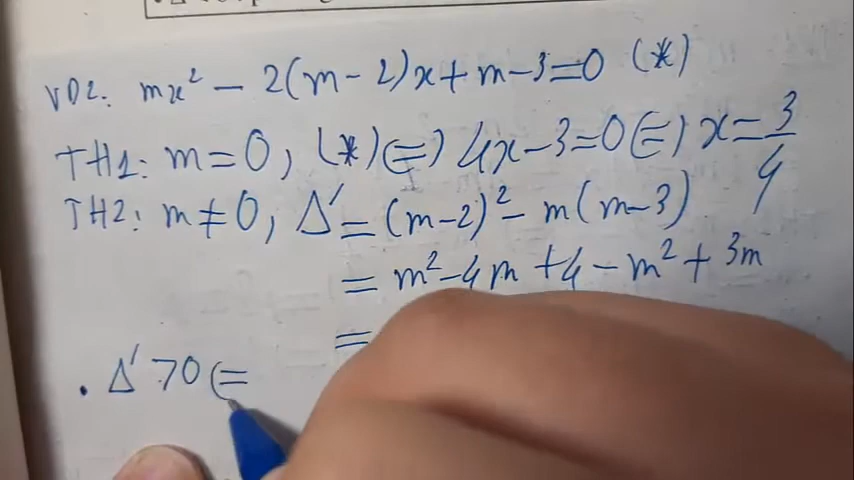 VD2: mx² - 2(m-2)x + m-3=0 (*)
TH1: m=0, (*) (=) 4x-3=0 (=) x=3/4
TH2: m≠0, Δ' = (m-2)² - m(m-3)
= m² - 4m + 4 - m² + 3m
=
. Δ' >0 (=